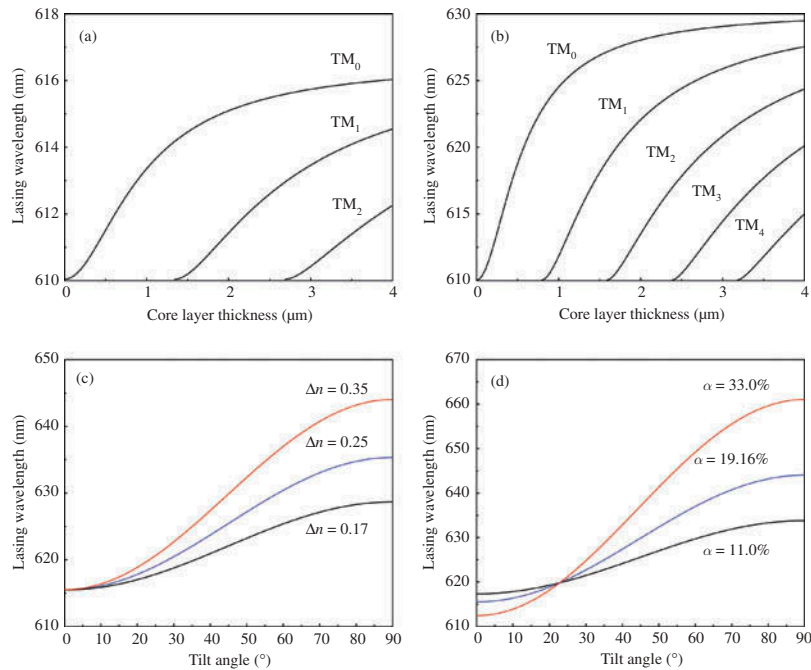 (a)
618
616
614
612
610
Lasing wavelength (nm)
TM₀
TM₁
TM₂
0 1 2 3 4
Core layer thickness (µm)
(b)
630
625
620
615
610
Lasing wavelength (nm)
TM₀
TM₁
TM₂
TM₃
TM₄
0 1 2 3 4
Core layer thickness (µm)
(c)
650
640
630
620
610
Lasing wavelength (nm)
Δn = 0.35
Δn = 0.25
Δn = 0.17
0 10 20 30 40 50 60 70 80 90
Tilt angle (°)
(d)
670
660
650
640
630
620
610
Lasing wavelength (nm)
α = 33.0%
α = 19.16%
α = 11.0%
0 10 20 30 40 50 60 70 80 90
Tilt angle (°)